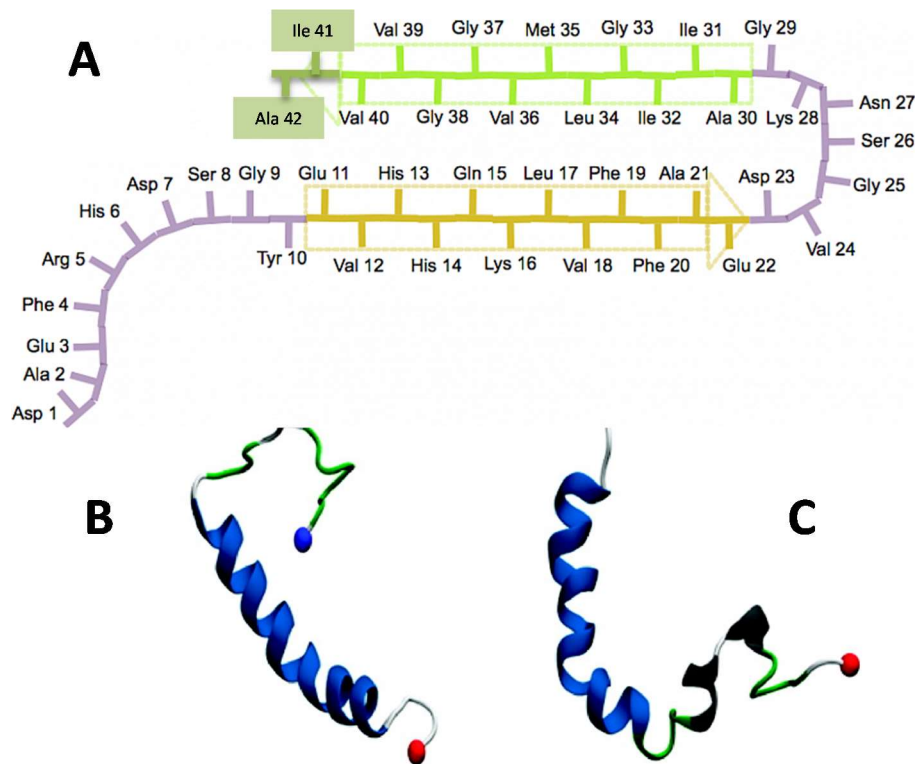 A
Ile 41
Val 39 Gly 37 Met 35 Gly 33 Ile 31 Gly 29
Ala 42
Val 40 Gly 38 Val 36 Leu 34 Ile 32 Ala 30 Lys 28
Asn 27
Ser 26
Gly 25
Val 24
Asp 7 Ser 8 Gly 9 Glu 11 His 13 Gln 15 Leu 17 Phe 19 Ala 21 Asp 23
His 6
Tyr 10 Val 12 His 14 Lys 16 Val 18 Phe 20 Glu 22
Arg 5
Phe 4
Glu 3
Ala 2
Asp 1
B
C